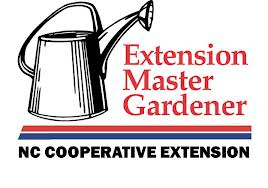 Extension
Master
Gardener
NC COOPERATIVE EXTENSION